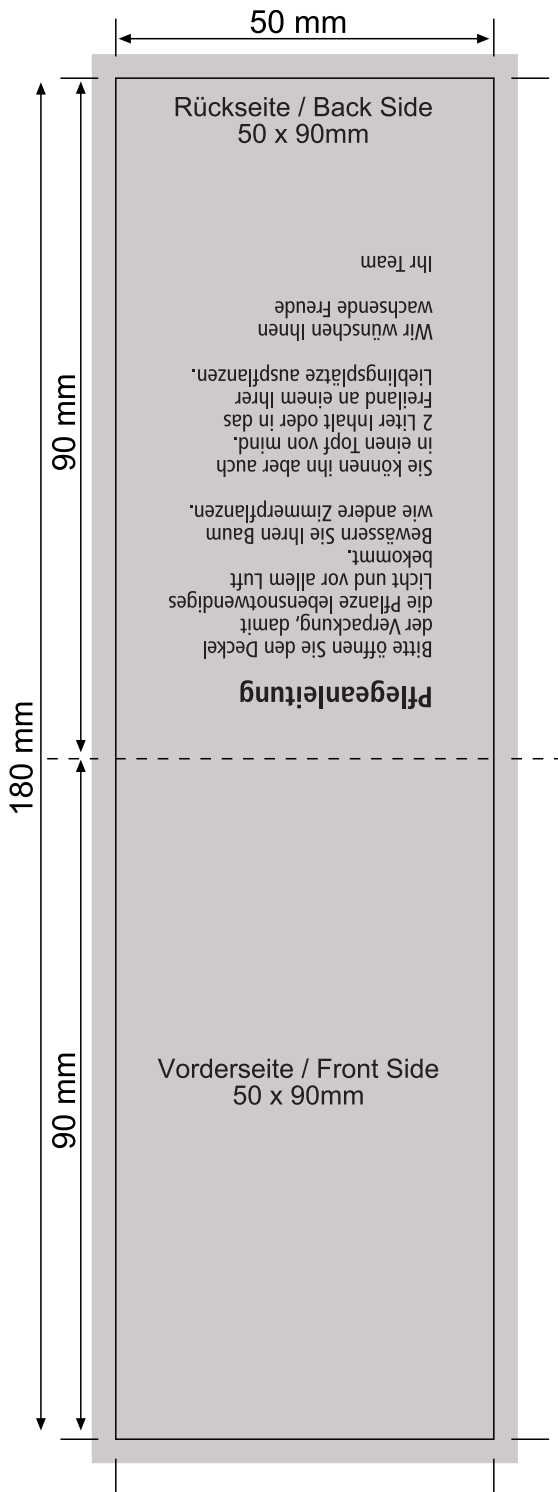 50 mm
Rückseite / Back Side
50 x 90mm
Pflegeanleitung
Bitte öffnen Sie den Deckel
der Verpackung, damit
die Pflanze lebensnotwendiges
Licht und vor allem Luft
bekommt.
Bewässern Sie Ihren Baum
wie andere Zimmerpflanzen.
Sie können ihn aber auch
in einen Topf von mind.
2 Liter Inhalt oder in das
Freiland an einem Ihrer
Lieblingsplätze auspflanzen.
Wir wünschen Ihnen
wachsende Freude
Ihr Team
90 mm
180 mm
90 mm
Vorderseite / Front Side
50 x 90mm